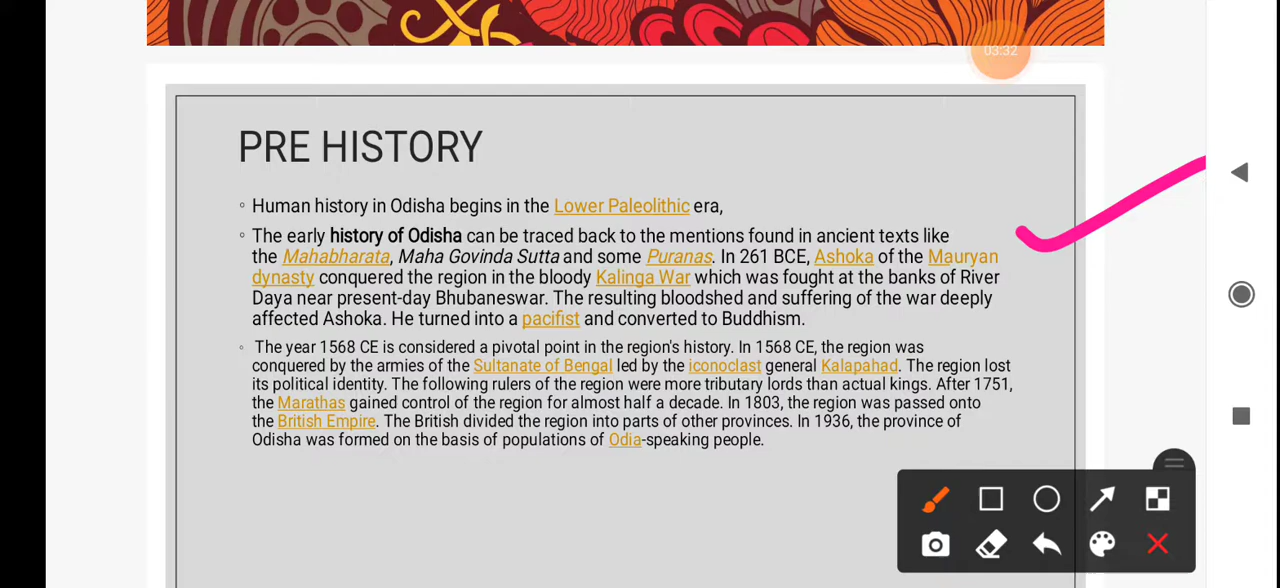 03:32
PRE HISTORY
◦ Human history in Odisha begins in the Lower Paleolithic era,
◦ The early history of Odisha can be traced back to the mentions found in ancient texts like
the Mahabharata, Maha Govinda Sutta and some Puranas. In 261 BCE, Ashoka of the Mauryan
dynasty conquered the region in the bloody Kalinga War which was fought at the banks of River
Daya near present-day Bhubaneswar. The resulting bloodshed and suffering of the war deeply
affected Ashoka. He turned into a pacifist and converted to Buddhism.
◦ The year 1568 CE is considered a pivotal point in the region's history. In 1568 CE, the region was
conquered by the armies of the Sultanate of Bengal led by the iconoclast general Kalapahad. The region lost
its political identity. The following rulers of the region were more tributary lords than actual kings. After 1751,
the Marathas gained control of the region for almost half a decade. In 1803, the region was passed onto
the British Empire. The British divided the region into parts of other provinces. In 1936, the province of
Odisha was formed on the basis of populations of Odia-speaking people.